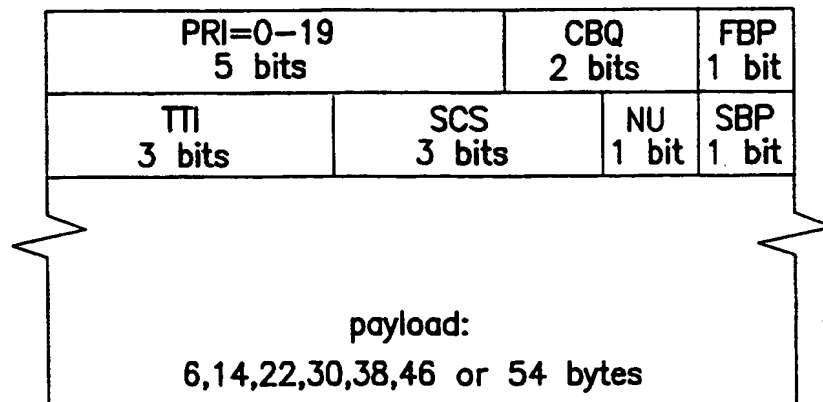 PRI=0-19 CBQ FBP
5 bits 2 bits 1 bit
TTI SCS NU SBP
3 bits 3 bits 1 bit 1 bit
payload:
6,14,22,30,38,46 or 54 bytes